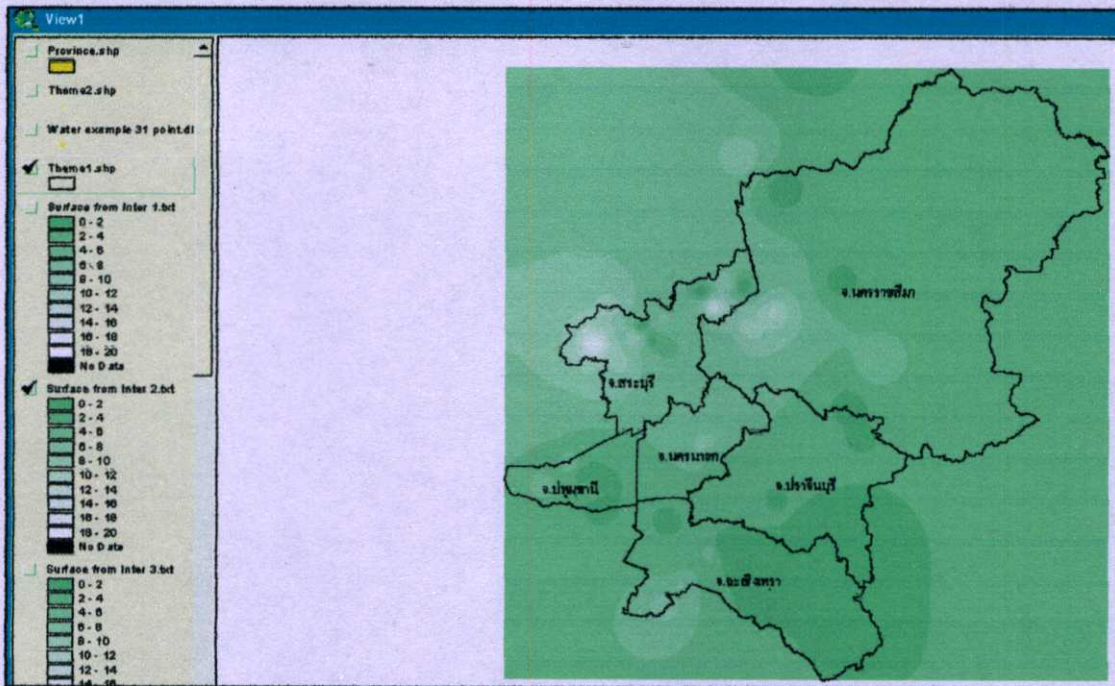 View1
Province.shp
Theme2.shp
Water example 31 point.dl
Theme1.shp
Surface from Inter 1.txt
0 - 2
2 - 4
4 - 6
6 - 8
8 - 10
10 - 12
12 - 14
14 - 16
16 - 18
18 - 20
No Data
Surface from Inter 2.txt
0 - 2
2 - 4
4 - 6
6 - 8
8 - 10
10 - 12
12 - 14
14 - 16
16 - 18
18 - 20
No Data
Surface from Inter 3.txt
0 - 2
2 - 4
4 - 6
6 - 8
8 - 10
10 - 12
12 - 14
14 - 16
จ.นครราชสีมา
จ.สระบุรี
จ.นครนายก
จ.ปทุมธานี
จ.ปราจีนบุรี
จ.ฉะเชิงเทรา